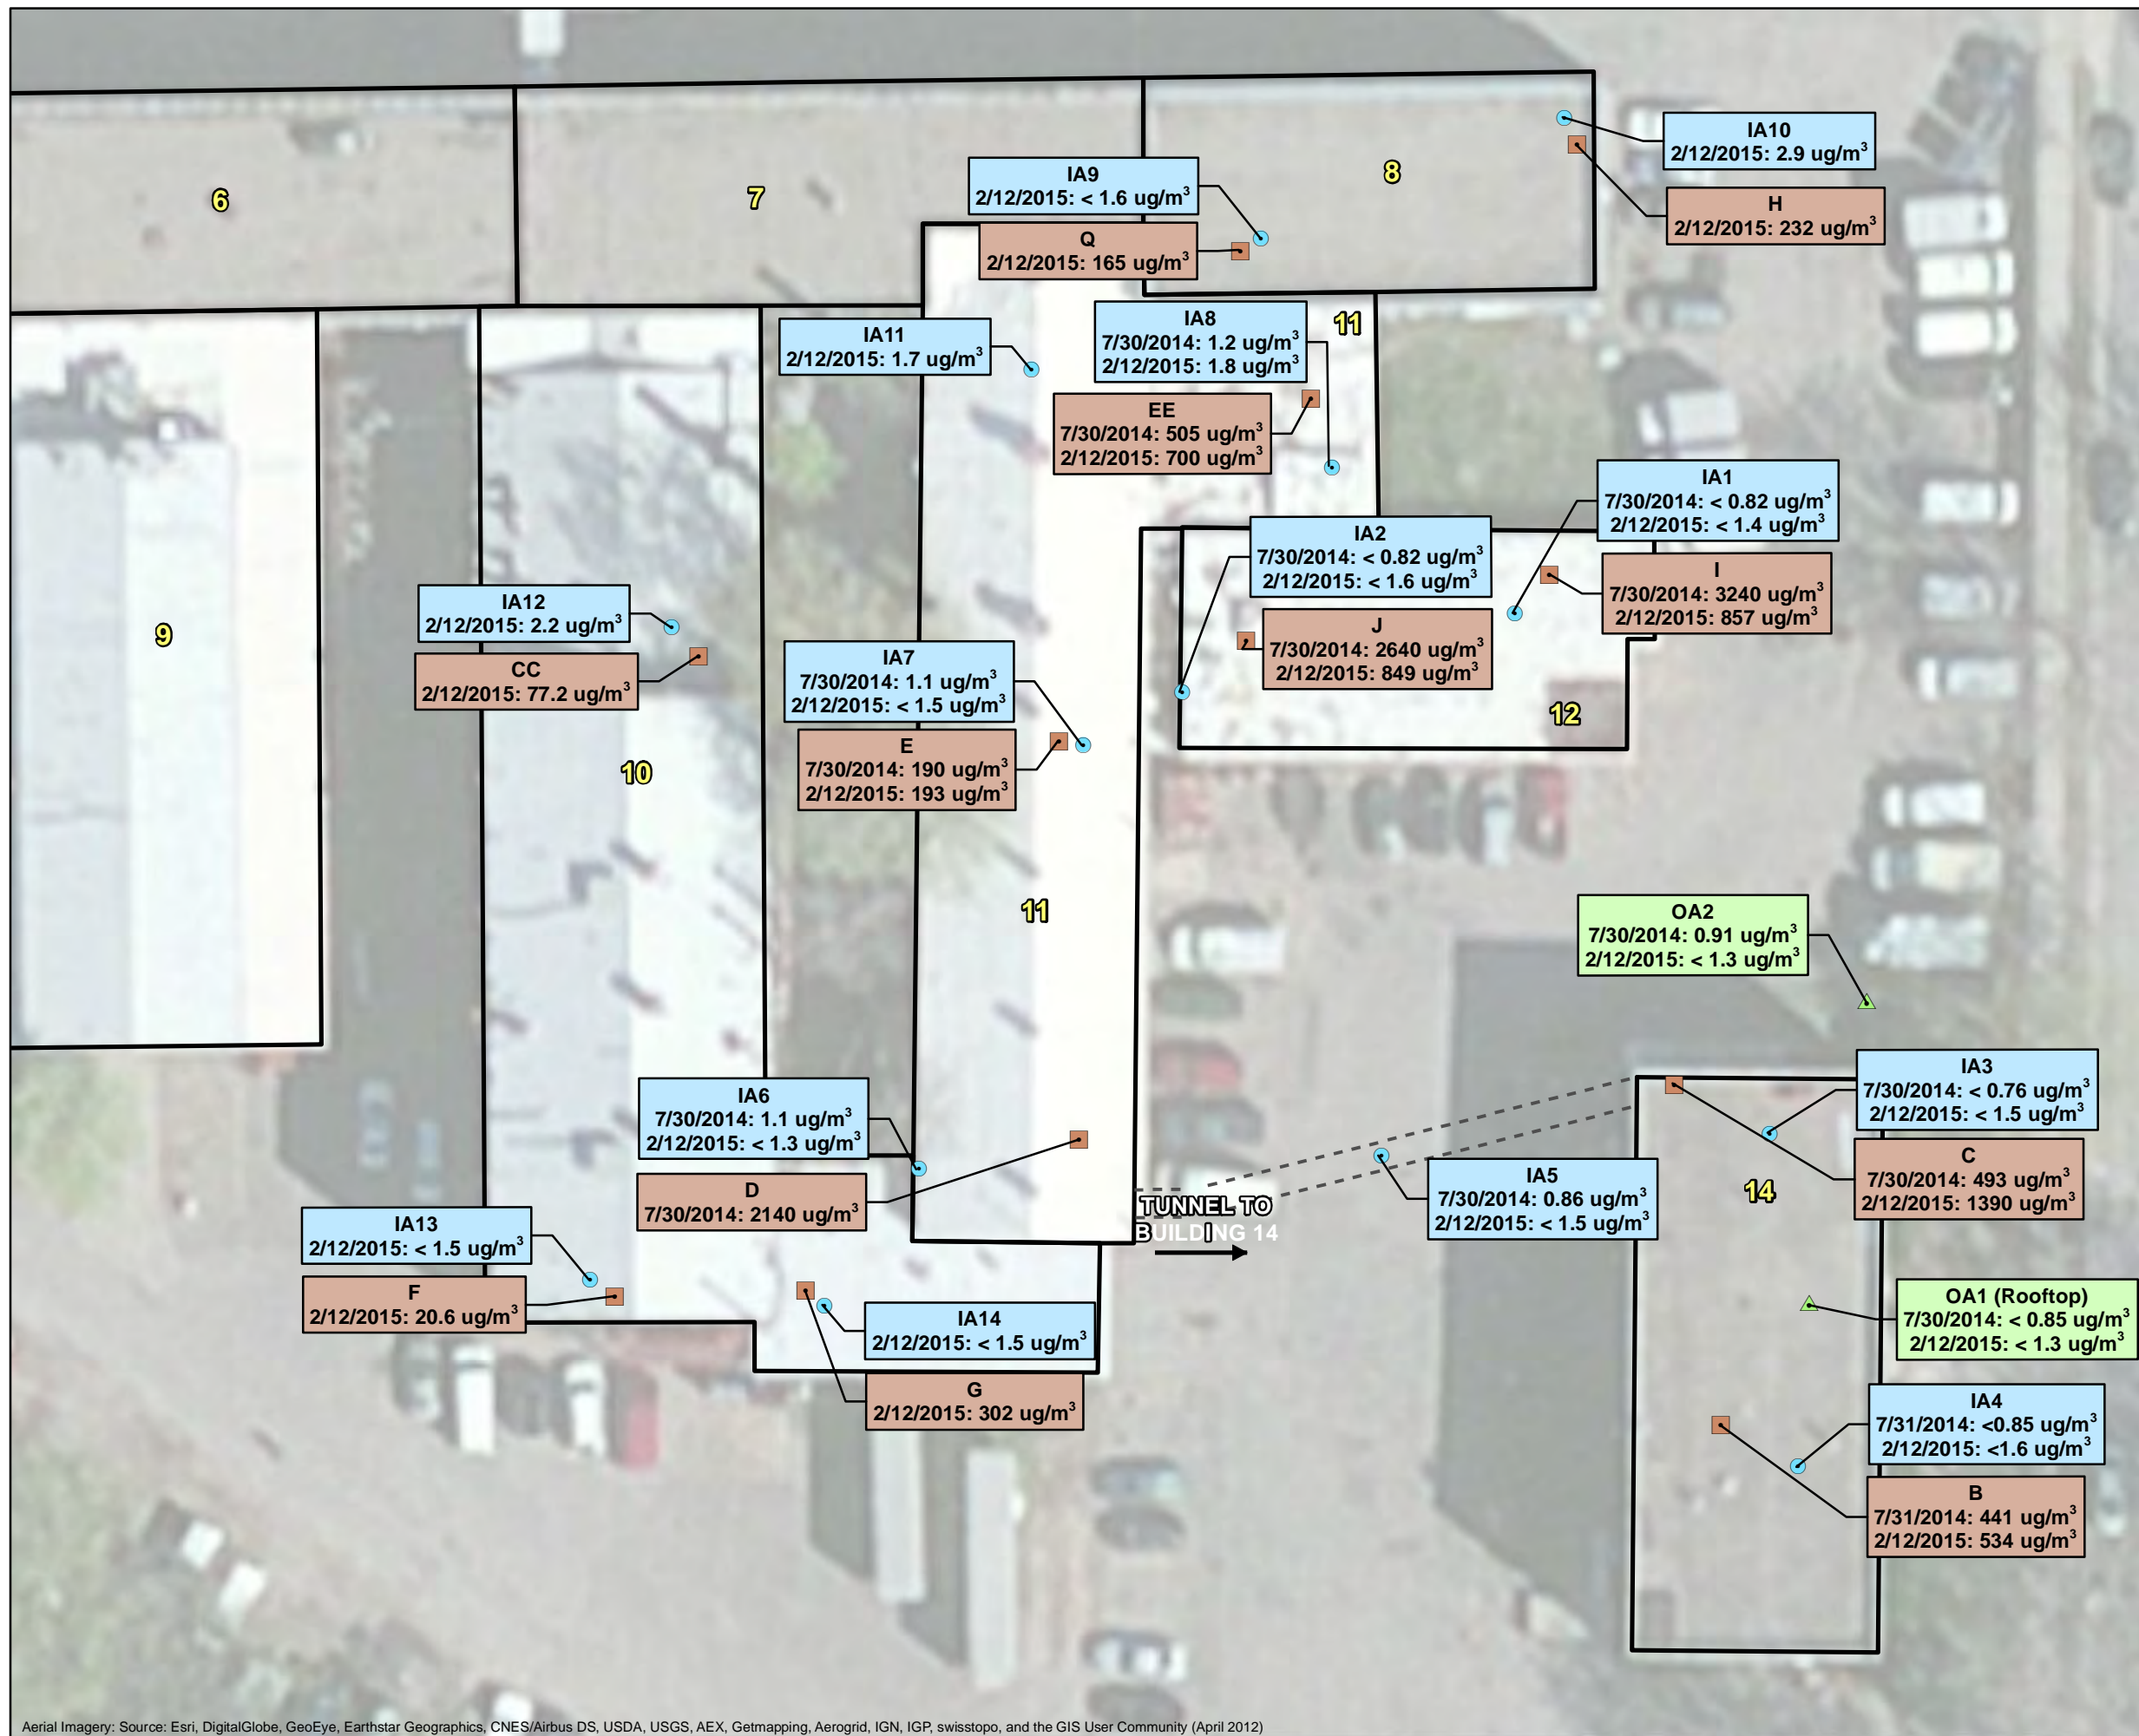 6
7
8
IA10
2/12/2015: 2.9 ug/m³
H
2/12/2015: 232 ug/m³
IA9
2/12/2015: < 1.6 ug/m³
Q
2/12/2015: 165 ug/m³
IA11
2/12/2015: 1.7 ug/m³
IA8
7/30/2014: 1.2 ug/m³
2/12/2015: 1.8 ug/m³
11
EE
7/30/2014: 505 ug/m³
2/12/2015: 700 ug/m³
IA1
7/30/2014: < 0.82 ug/m³
2/12/2015: < 1.4 ug/m³
IA2
7/30/2014: < 0.82 ug/m³
2/12/2015: < 1.6 ug/m³
I
7/30/2014: 3240 ug/m³
2/12/2015: 857 ug/m³
J
7/30/2014: 2640 ug/m³
2/12/2015: 849 ug/m³
12
9
IA12
2/12/2015: 2.2 ug/m³
CC
2/12/2015: 77.2 ug/m³
10
IA7
7/30/2014: 1.1 ug/m³
2/12/2015: < 1.5 ug/m³
E
7/30/2014: 190 ug/m³
2/12/2015: 193 ug/m³
11
OA2
7/30/2014: 0.91 ug/m³
2/12/2015: < 1.3 ug/m³
IA6
7/30/2014: 1.1 ug/m³
2/12/2015: < 1.3 ug/m³
D
7/30/2014: 2140 ug/m³
IA3
7/30/2014: < 0.76 ug/m³
2/12/2015: < 1.5 ug/m³
C
7/30/2014: 493 ug/m³
2/12/2015: 1390 ug/m³
IA5
7/30/2014: 0.86 ug/m³
2/12/2015: < 1.5 ug/m³
14
TUNNEL TO
BUILDING 14
IA13
2/12/2015: < 1.5 ug/m³
F
2/12/2015: 20.6 ug/m³
IA14
2/12/2015: < 1.5 ug/m³
G
2/12/2015: 302 ug/m³
OA1 (Rooftop)
7/30/2014: < 0.85 ug/m³
2/12/2015: < 1.3 ug/m³
IA4
7/31/2014: <0.85 ug/m³
2/12/2015: <1.6 ug/m³
B
7/31/2014: 441 ug/m³
2/12/2015: 534 ug/m³
Aerial Imagery: Source: Esri, DigitalGlobe, GeoEye, Earthstar Geographics, CNES/Airbus DS, USDA, USGS, AEX, Getmapping, Aerogrid, IGN, IGP, swisstopo, and the GIS User Community (April 2012)